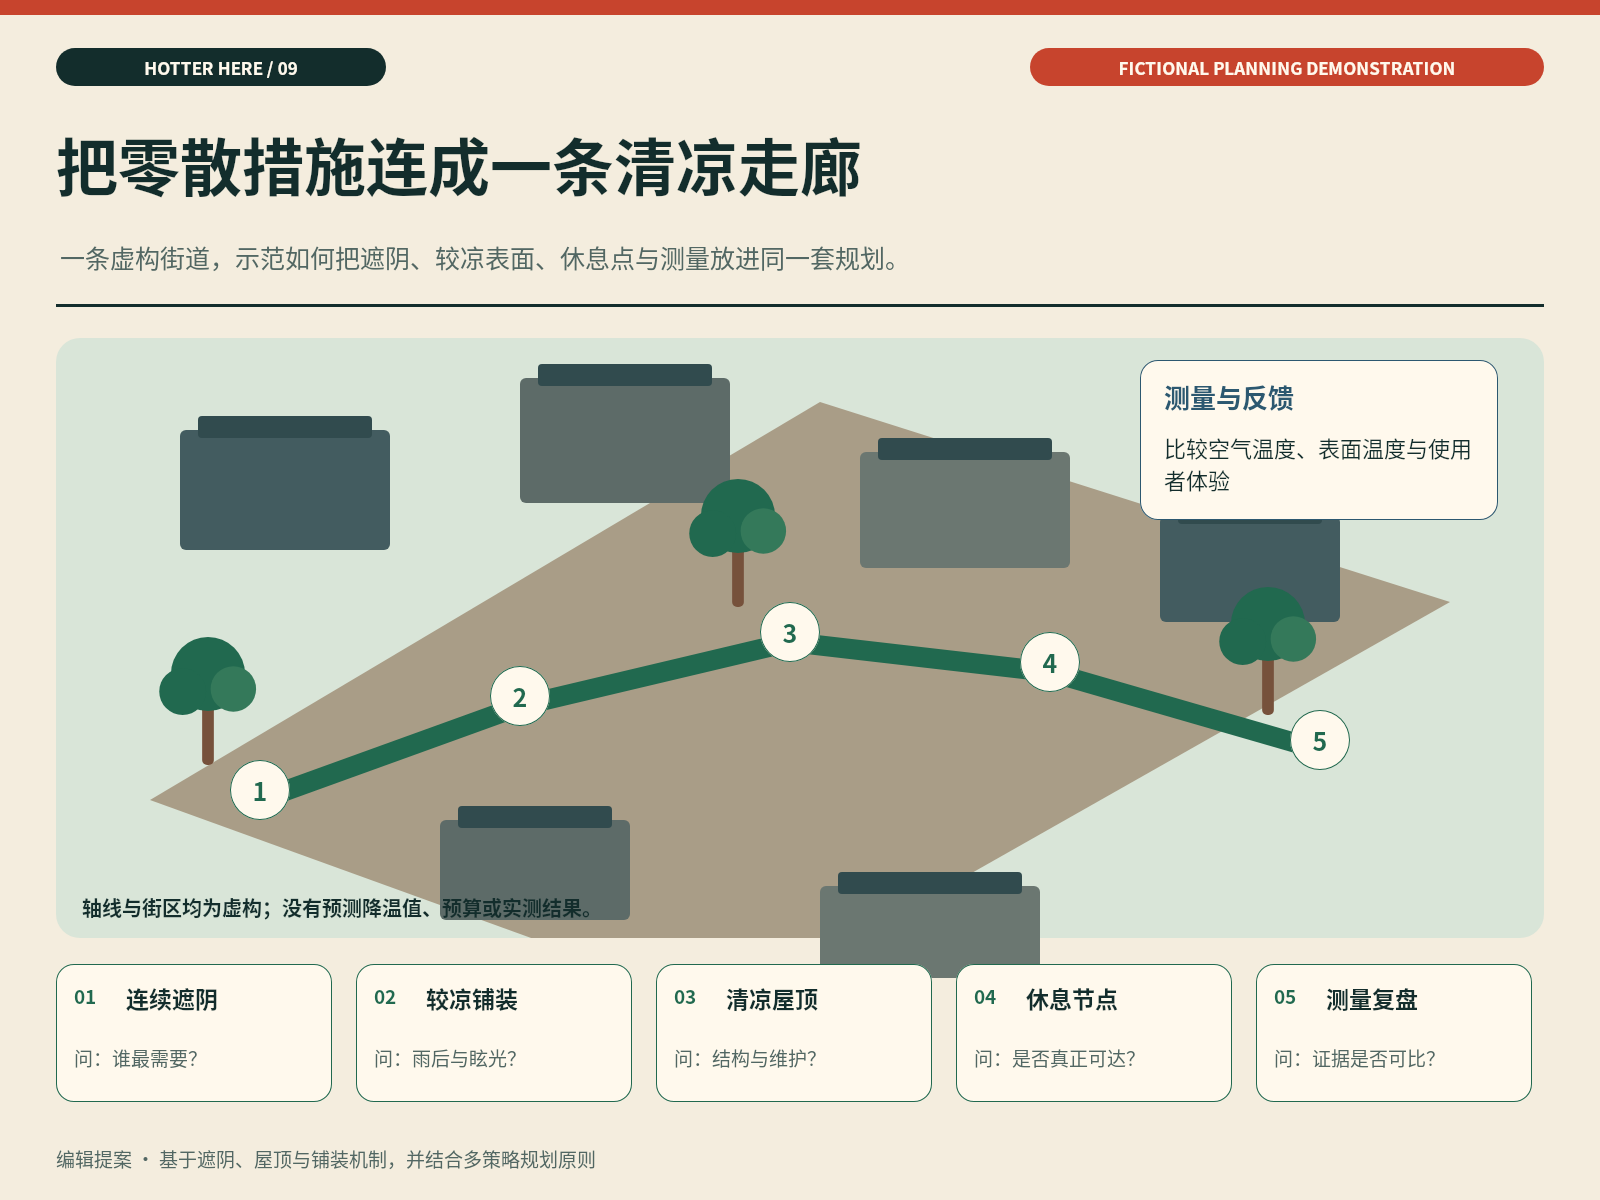 HOTTER HERE / 09
FICTIONAL PLANNING DEMONSTRATION
把零散措施连成一条清凉走廊
一条虚构街道，示范如何把遮阴、较凉表面、休息点与测量放进同一套规划。
测量与反馈
比较空气温度、表面温度与使用
者体验
3
4
2
5
1
轴线与街区均为虚构；没有预测降温值、预算或实测结果。
01 连续遮阴
问：谁最需要？
02 较凉铺装
问：雨后与眩光？
03 清凉屋顶
问：结构与维护？
04 休息节点
问：是否真正可达？
05 测量复盘
问：证据是否可比？
编辑提案 · 基于遮阴、屋顶与铺装机制，并结合多策略规划原则